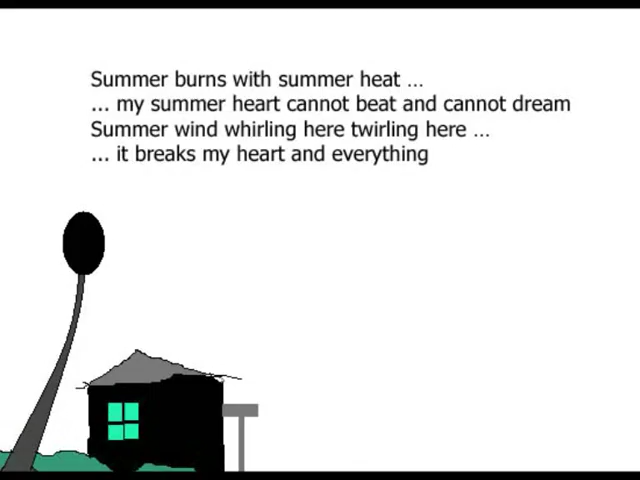 Summer burns with summer heat …
... my summer heart cannot beat and cannot dream
Summer wind whirling here twirling here …
... it breaks my heart and everything